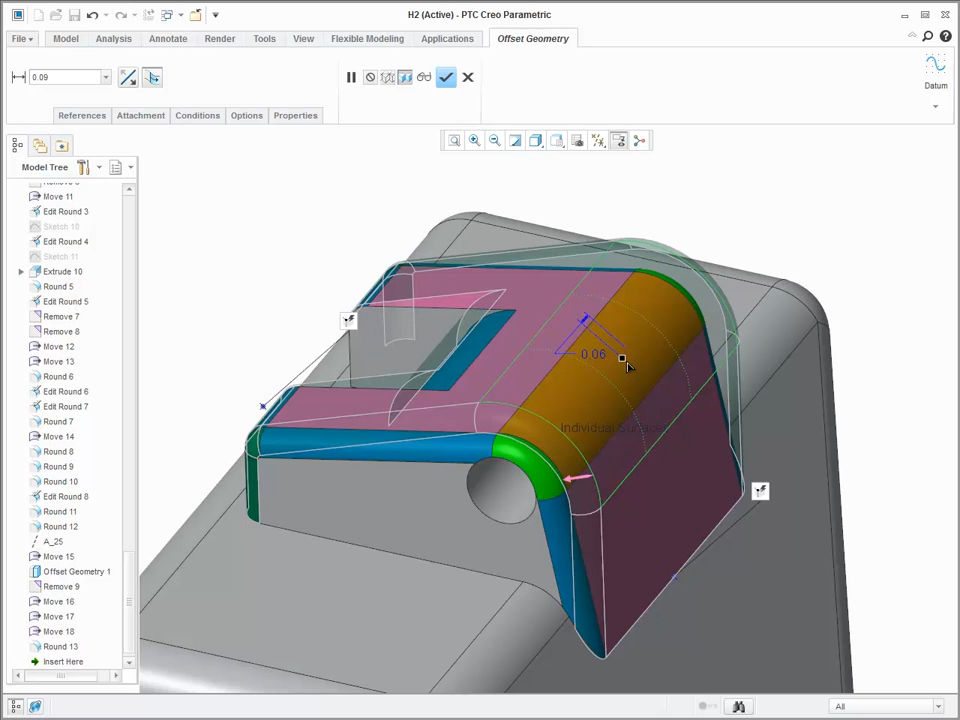 H2 (Active) - PTC Creo Parametric
File Model Analysis Annotate Render Tools View Flexible Modeling Applications Offset Geometry
0.09
Datum
References Attachment Conditions Options Properties
Model Tree
Move 11
Edit Round 3
Sketch 10
Edit Round 4
Sketch 11
Extrude 10
Round 5
Edit Round 5
Remove 7
Remove 8
Move 12
Move 13
Round 6
Edit Round 6
Edit Round 7
Round 7
Move 14
Round 8
Round 9
Round 10
Edit Round 8
Round 11
Round 12
A_25
Move 15
Offset Geometry 1
Remove 9
Move 16
Move 17
Move 18
Round 13
Insert Here
0.06
All